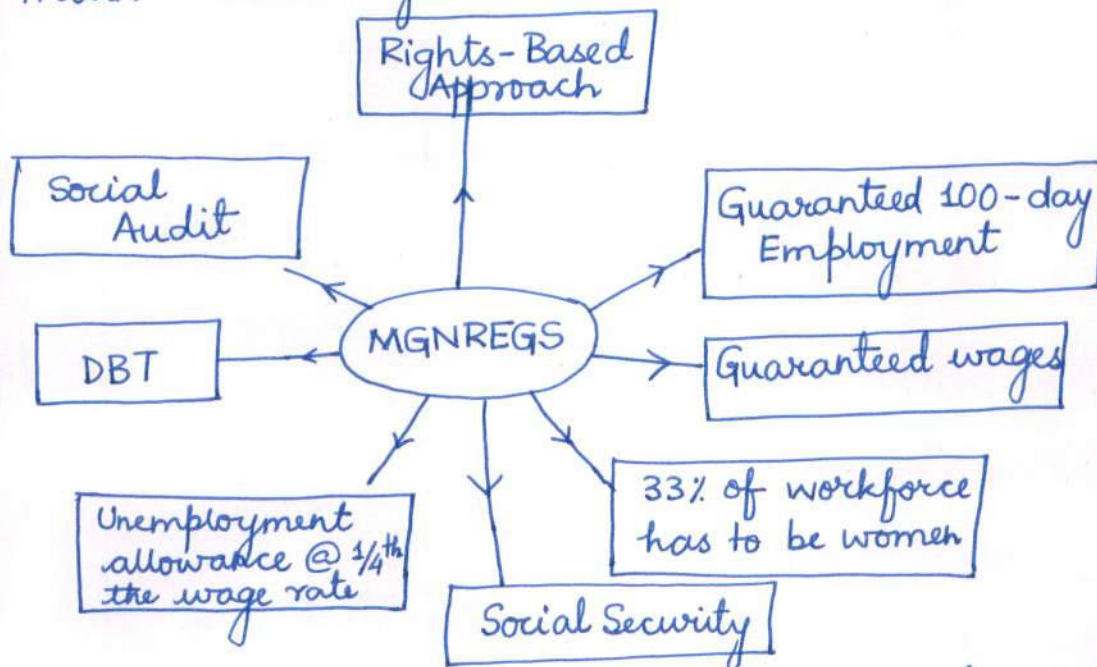 Rights-Based
Approach
Social
Audit
Guaranteed 100-day
Employment
MGNREGS
DBT
Guaranteed wages
Unemployment
allowance @ 1/4th
the wage rate
33% of workforce
has to be women
Social Security